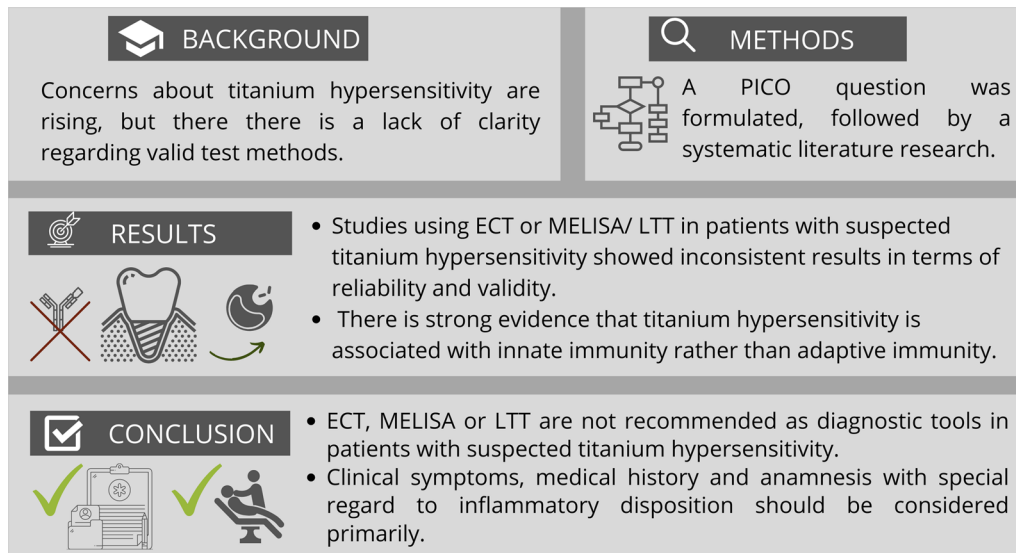 BACKGROUND
Concerns about titanium hypersensitivity are
rising, but there there is a lack of clarity
regarding valid test methods.
METHODS
A PICO question was
formulated, followed by a
systematic literature research.
RESULTS
• Studies using ECT or MELISA/ LTT in patients with suspected
titanium hypersensitivity showed inconsistent results in terms of
reliability and validity.
• There is strong evidence that titanium hypersensitivity is
associated with innate immunity rather than adaptive immunity.
CONCLUSION
• ECT, MELISA or LTT are not recommended as diagnostic tools in
patients with suspected titanium hypersensitivity.
• Clinical symptoms, medical history and anamnesis with special
regard to inflammatory disposition should be considered
primarily.